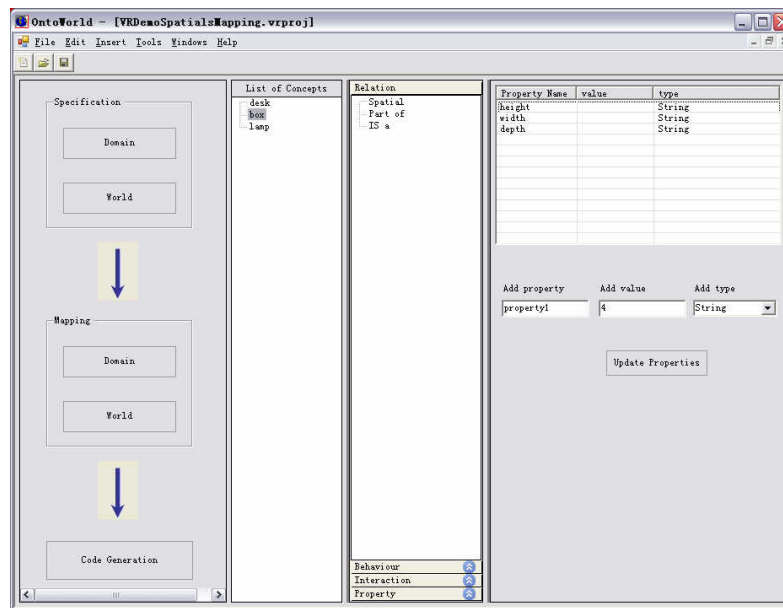 OntoWorld - [VRDemoSpatialsMapping.vrproj]
File Edit Insert Tools Windows Help
Specification
Domain
World
Mapping
Domain
World
Code Generation
List of Concepts
desk
box
lamp
Relation
Spatial
Part of
IS a
Behaviour
Interaction
Property
Property Name value type
height String
width String
depth String
Add property Add value Add type
property1 4 String
Update Properties